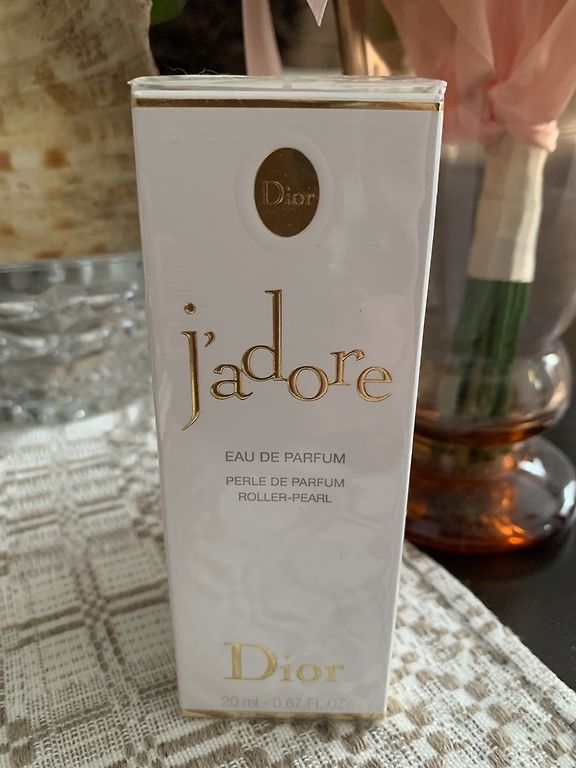 Dior
j'adore
EAU DE PARFUM
PERLE DE PARFUM
ROLLER-PEARL
Dior
20 ml - 0.67 FL.OZ.